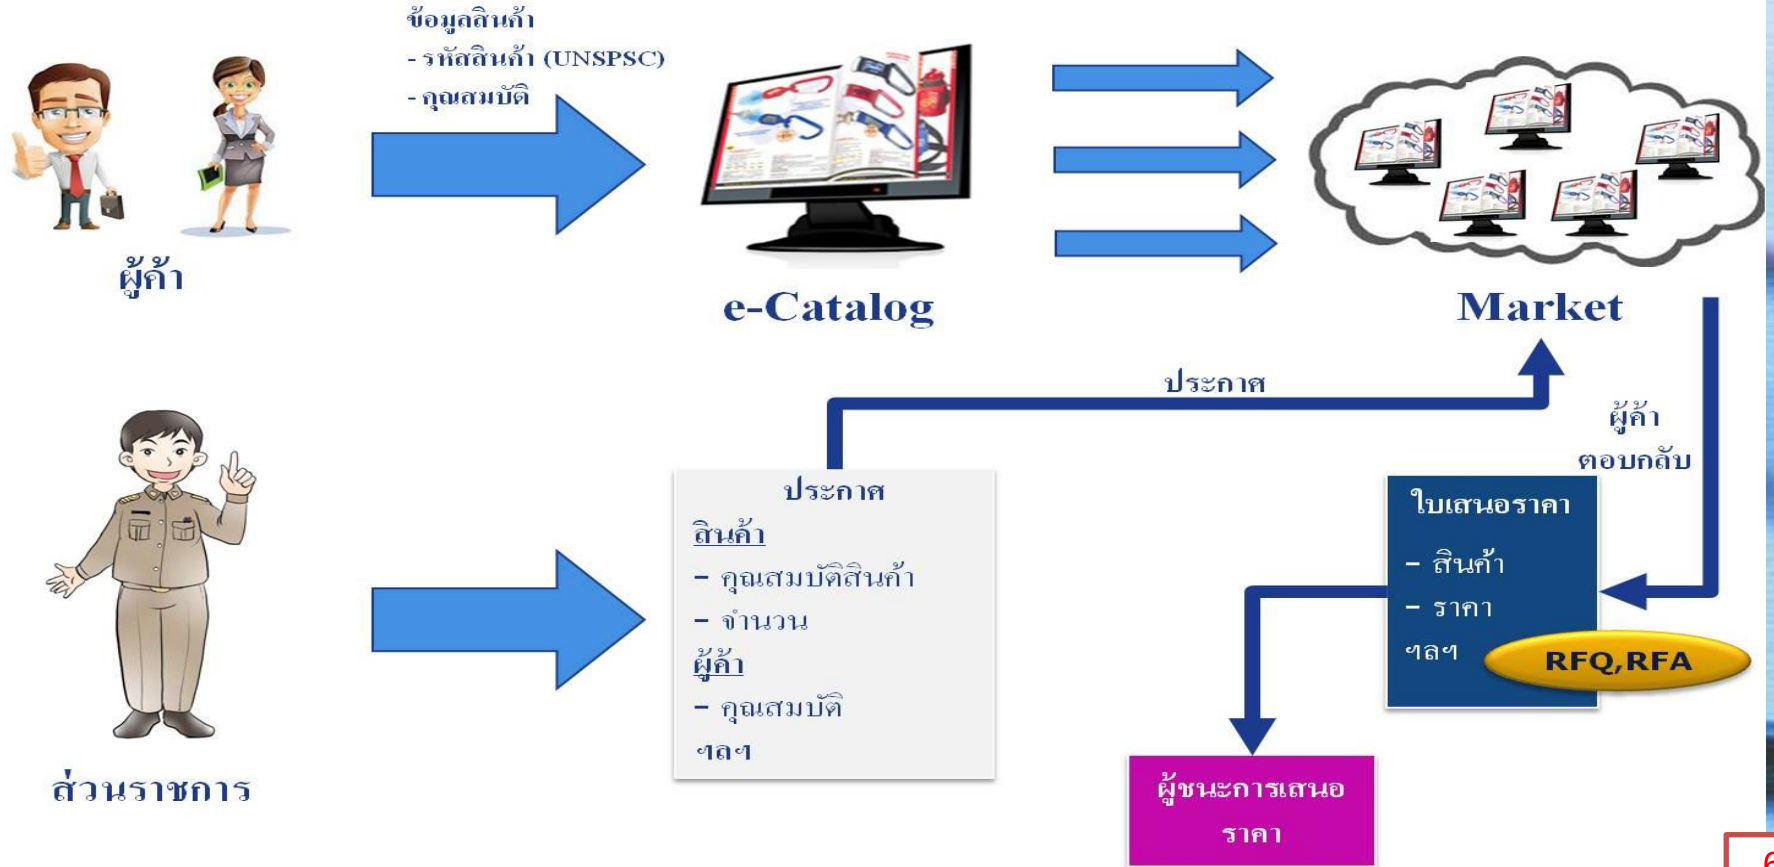 ข้อมูลสินค้า
- รหัสสินค้า (UNSPSC)
- คุณสมบัติ
ผู้ค้า
e-Catalog
Market
ประกาศ
ผู้ค้า
ตอบกลับ
ส่วนราชการ
ประกาศ
สินค้า
– คุณสมบัติสินค้า
– จำนวน
ผู้ค้า
– คุณสมบัติ
ฯลฯ
ใบเสนอราคา
– สินค้า
– ราคา
ฯลฯ
RFQ,RFA
ผู้ชนะการเสนอ
ราคา